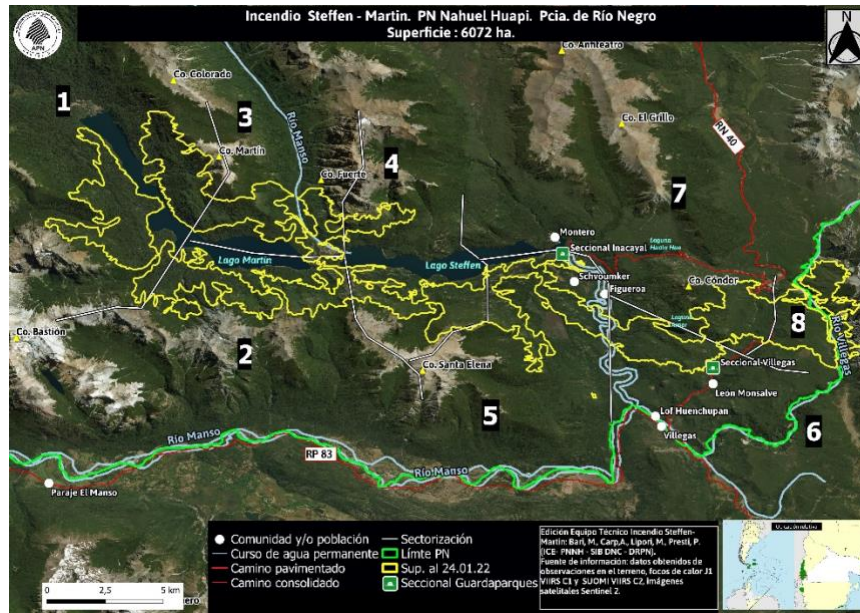 Incendio Steffen - Martin. PN Nahuel Huapi. Pcia. de Río Negro
Superficie : 6072 ha.
APN
Co. Anfiteatro
Co. Colorado
1
3
Río Manso
Co. El Grillo
RN 40
Co. Martín
4
Co. Fuerte
7
Montero
Seccional Inacayal
Laguna
Lago Martín
Lago Steffen
Schvoumker
Figueroa
Co. Cóndor
Laguna
8
Río Villegas
Co. Bastión
2
Co. Santa Elena
Seccional Villegas
León Monsalve
5
Lof Huenchupan
Villegas
6
Río Manso
RP 83
Río Manso
Paraje El Manso
Comunidad y/o población
Curso de agua permanente
Camino pavimentado
Camino consolidado
Sectorización
Límte PN
Sup. al 24.01.22
Seccional Guardaparques
Edición Equipo Técnico Incendio Steffen-
Martin: Bari, M., Carp,A., Lipori, M., Presti, P.
(ICE- PNNH - SIB DNC - DRPN).
Fuente de información: datos obtenidos de
observaciones en el terreno, focos de calor J1
VIIRS C1 y SUOMI VIIRS C2, imágenes
satelitales Sentinel 2.
0 2,5 5 km